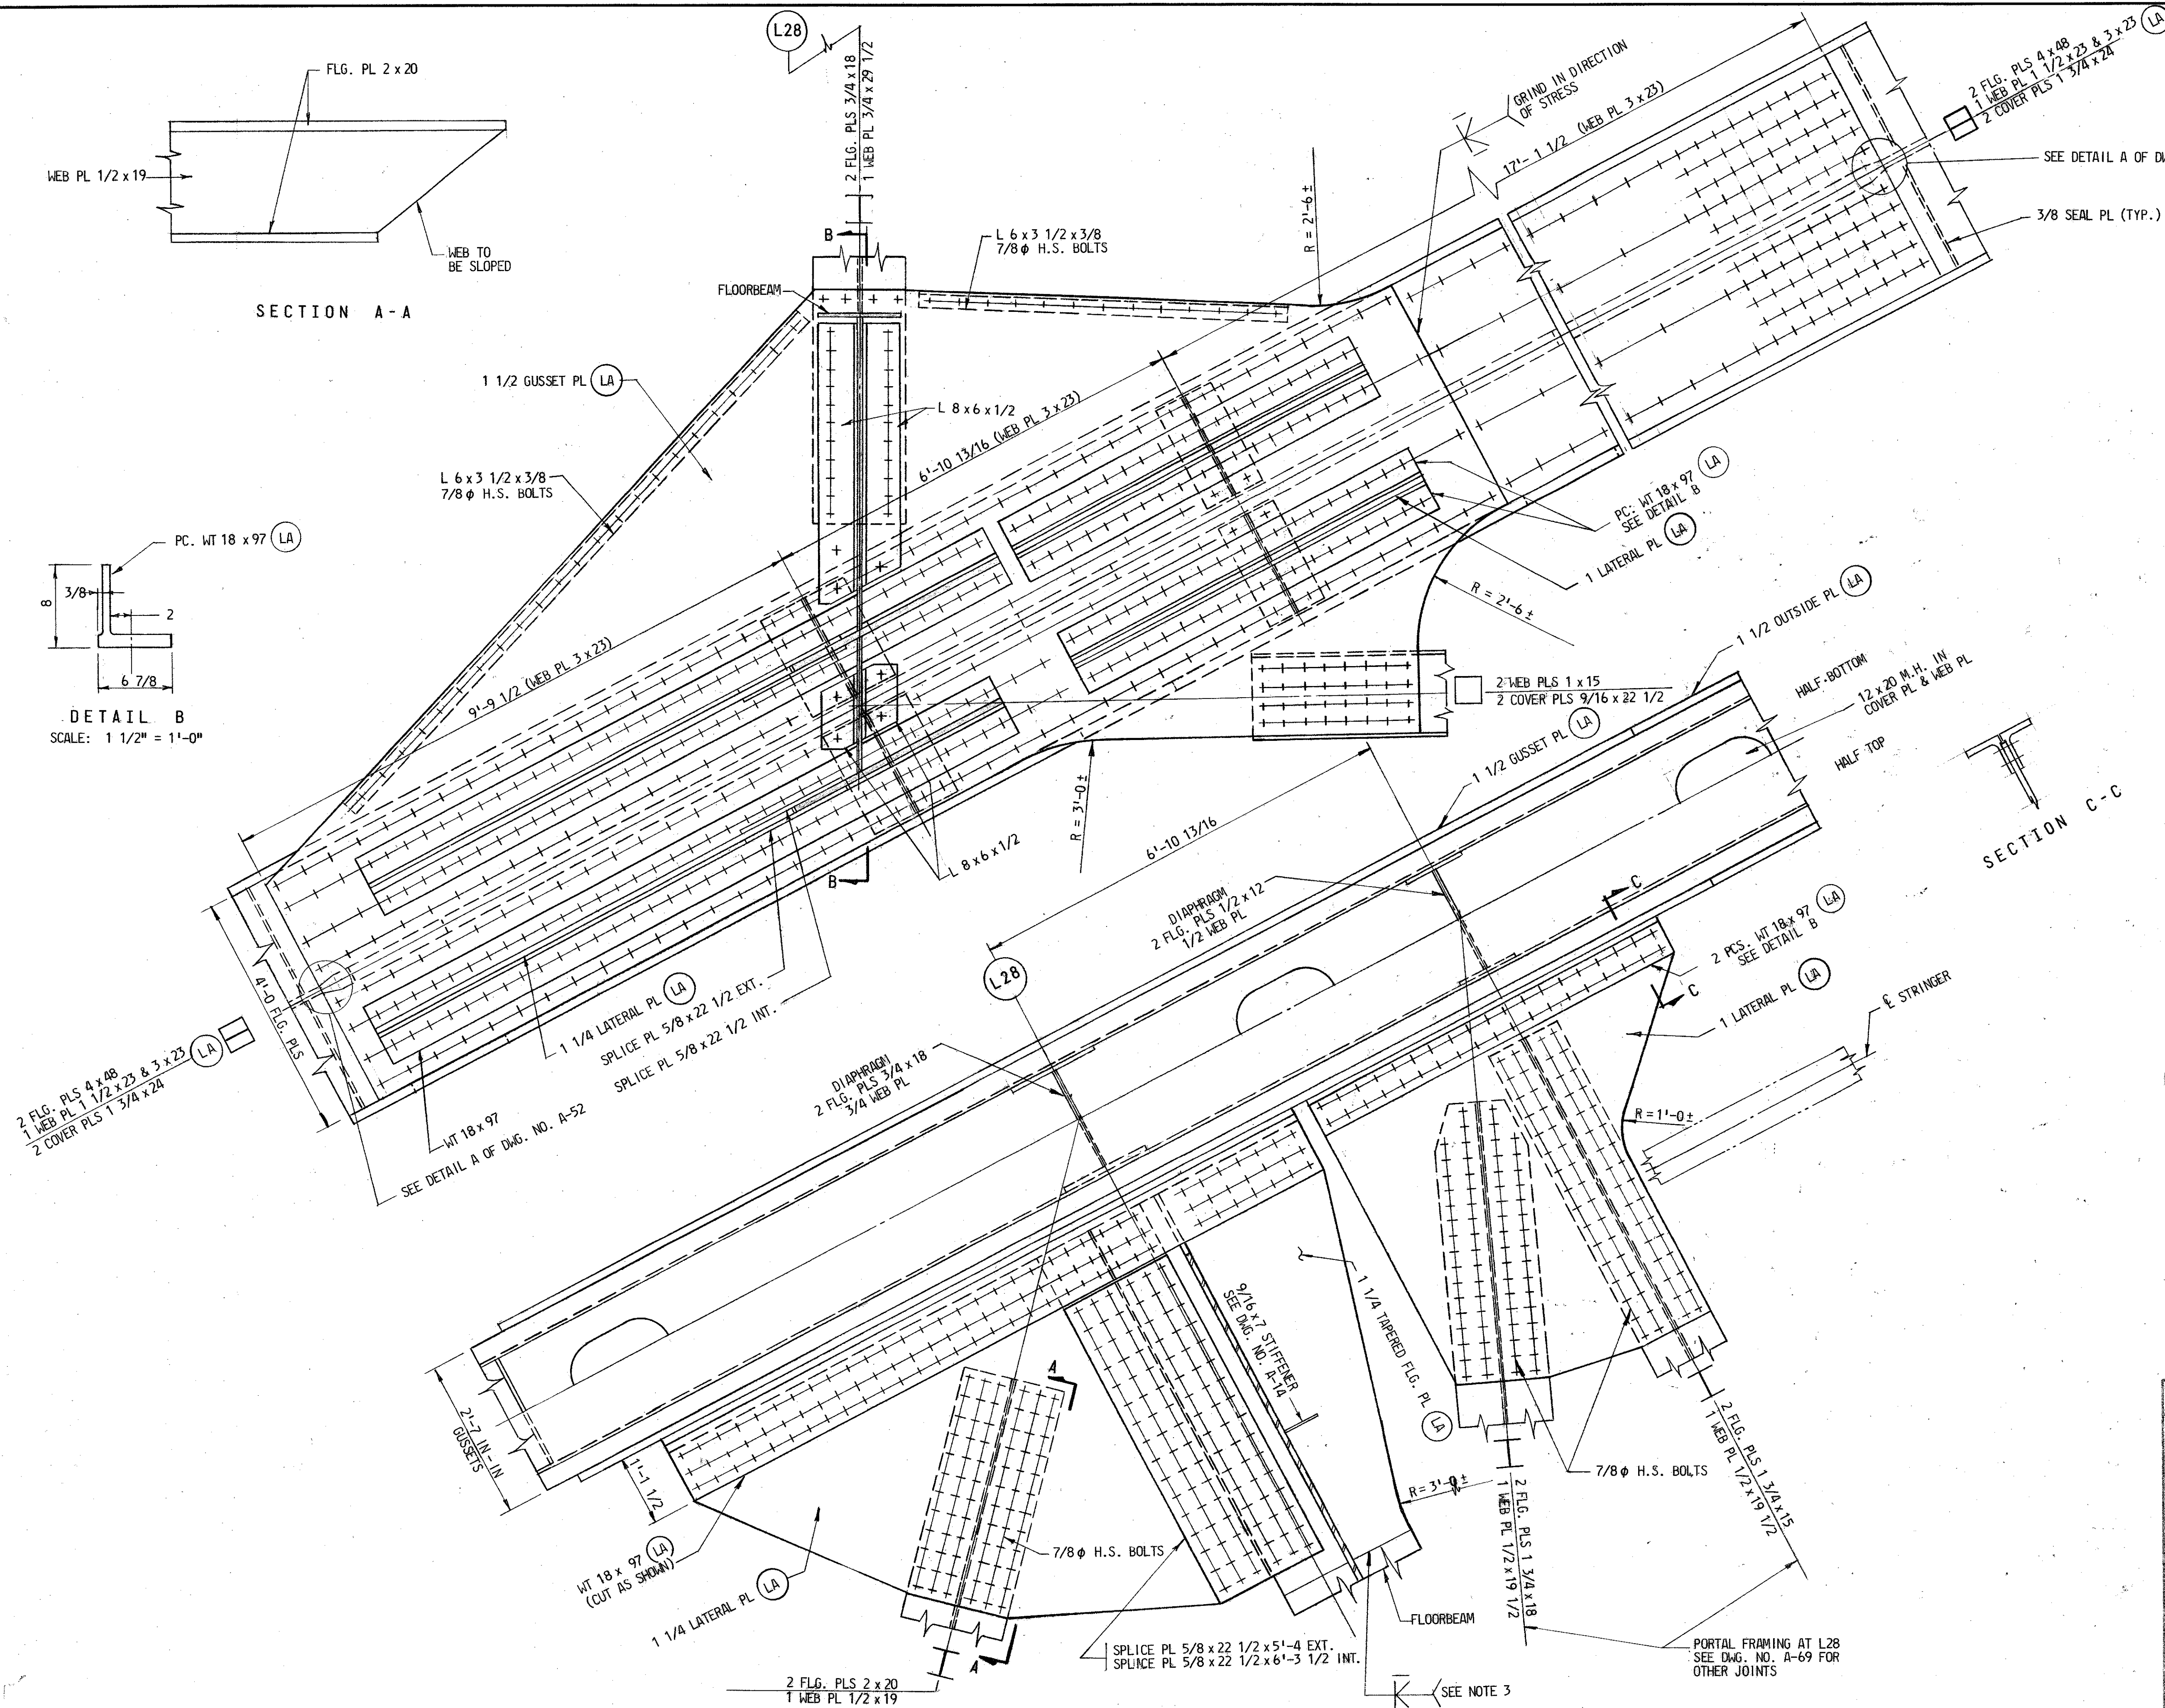 FLG. PL 2 x 20
WEB PL 1/2 x 19
WEB TO
BE SLOPED
SECTION A-A
L28
2 FLG. PLS 3/4 x 18
1 WEB PL 3/4 x 29 1/2
B
FLOORBEAM
L 6 x 3 1/2 x 3/8
7/8 φ H.S. BOLTS
R = 2'-6 ±
GRIND IN DIRECTION
OF STRESS
17'-1 1/2 (WEB PL 3 x 23)
2 FLG. PLS 4 x 48
1 WEB PL 1 1/2 x 23 & 3 x 23 LA
2 COVER PLS 1 3/4 x 24
SEE DETAIL A OF
3/8 SEAL PL (TYP.)
1 1/2 GUSSET PL LA
L 6 x 3 1/2 x 3/8
7/8 φ H.S. BOLTS
L 8 x 6 x 1/2
6'-10 13/16 (WEB PL 3 x 23)
9'-9 1/2 (WEB PL 3 x 23)
PC. WT 18 x 97 LA
SEE DETAIL B
1 LATERAL PL LA
R = 2'-6 ±
PC. WT 18 x 97 LA
8
3/8
2
6 7/8
DETAIL B
SCALE: 1 1/2" = 1'-0"
2 WEB PLS 1 x 15
2 COVER PLS 9/16 x 22 1/2
1 1/2 GUSSET PL LA
1 1/2 OUTSIDE PL LA
HALF-BOTTOM
12 x 20 M.H. IN
COVER PL & WEB PL
HALF TOP
SECTION C-C
R = 3'-0 ±
L 8 x 6 x 1/2
B
6'-10 13/16
DIAPHRAGM
2 FLG. PLS 1/2 x 12
1/2 WEB PL
C
2 PCS. WT 18 x 97 LA
SEE DETAIL B
C
1 LATERAL PL LA
℄ STRINGER
R = 1'-0 ±
4'-0 FLG. PLS
2 FLG. PLS 4 x 48
1 WEB PL 1 1/2 x 23 & 3 x 23 LA
2 COVER PLS 1 3/4 x 24
1 1/4 LATERAL PL LA
SPLICE PL 5/8 x 22 1/2 EXT.
SPLICE PL 5/8 x 22 1/2 INT.
WT 18 x 97
SEE DETAIL A OF DWG. NO. A-52
L28
DIAPHRAGM
2 FLG. PLS 3/4 x 18
3/4 WEB PL
9/16 x 7 STIFFENER
SEE DWG. NO. A-14
1 1/4 TAPERED FLG. PL LA
2'-7 IN-IN
GUSSETS
1'-1 1/2
WT 18 x 97 LA
(CUT AS SHOWN)
1 1/4 LATERAL PL LA
A
7/8 φ H.S. BOLTS
A
2 FLG. PLS 2 x 20
1 WEB PL 1/2 x 19
SPLICE PL 5/8 x 22 1/2 x 5'-4 EXT.
SPLICE PL 5/8 x 22 1/2 x 6'-3 1/2 INT.
R = 3'-0 ±
FLOORBEAM
SEE NOTE 3
7/8 φ H.S. BOLTS
2 FLG. PLS 1 3/4 x 18
1 WEB PL 1/2 x 19 1/2
2 FLG. PLS 1 3/4 x 15
1 WEB PL 1/2 x 19 1/2
PORTAL FRAMING AT L28
SEE DWG. NO. A-69 FOR
OTHER JOINTS